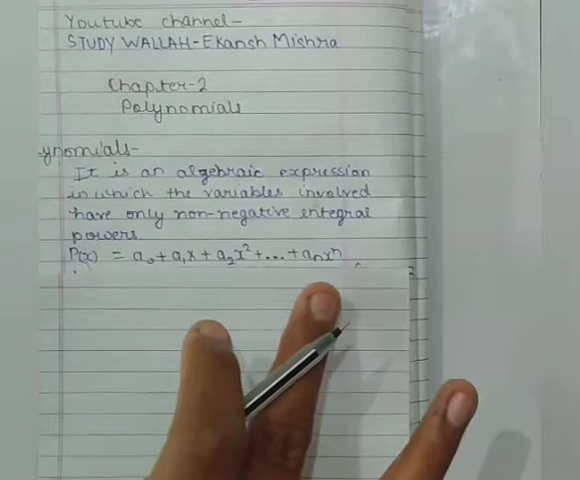 Youtube channel-
STUDY WALLAH-Ekansh Mishra
Chapter-2
Polynomials
ynomials-
It is an algebraic expression
in which the variables involved
have only non-negative integral
powers.
P(x) = a₀+a₁x+a₂x²+...+aₙxⁿ